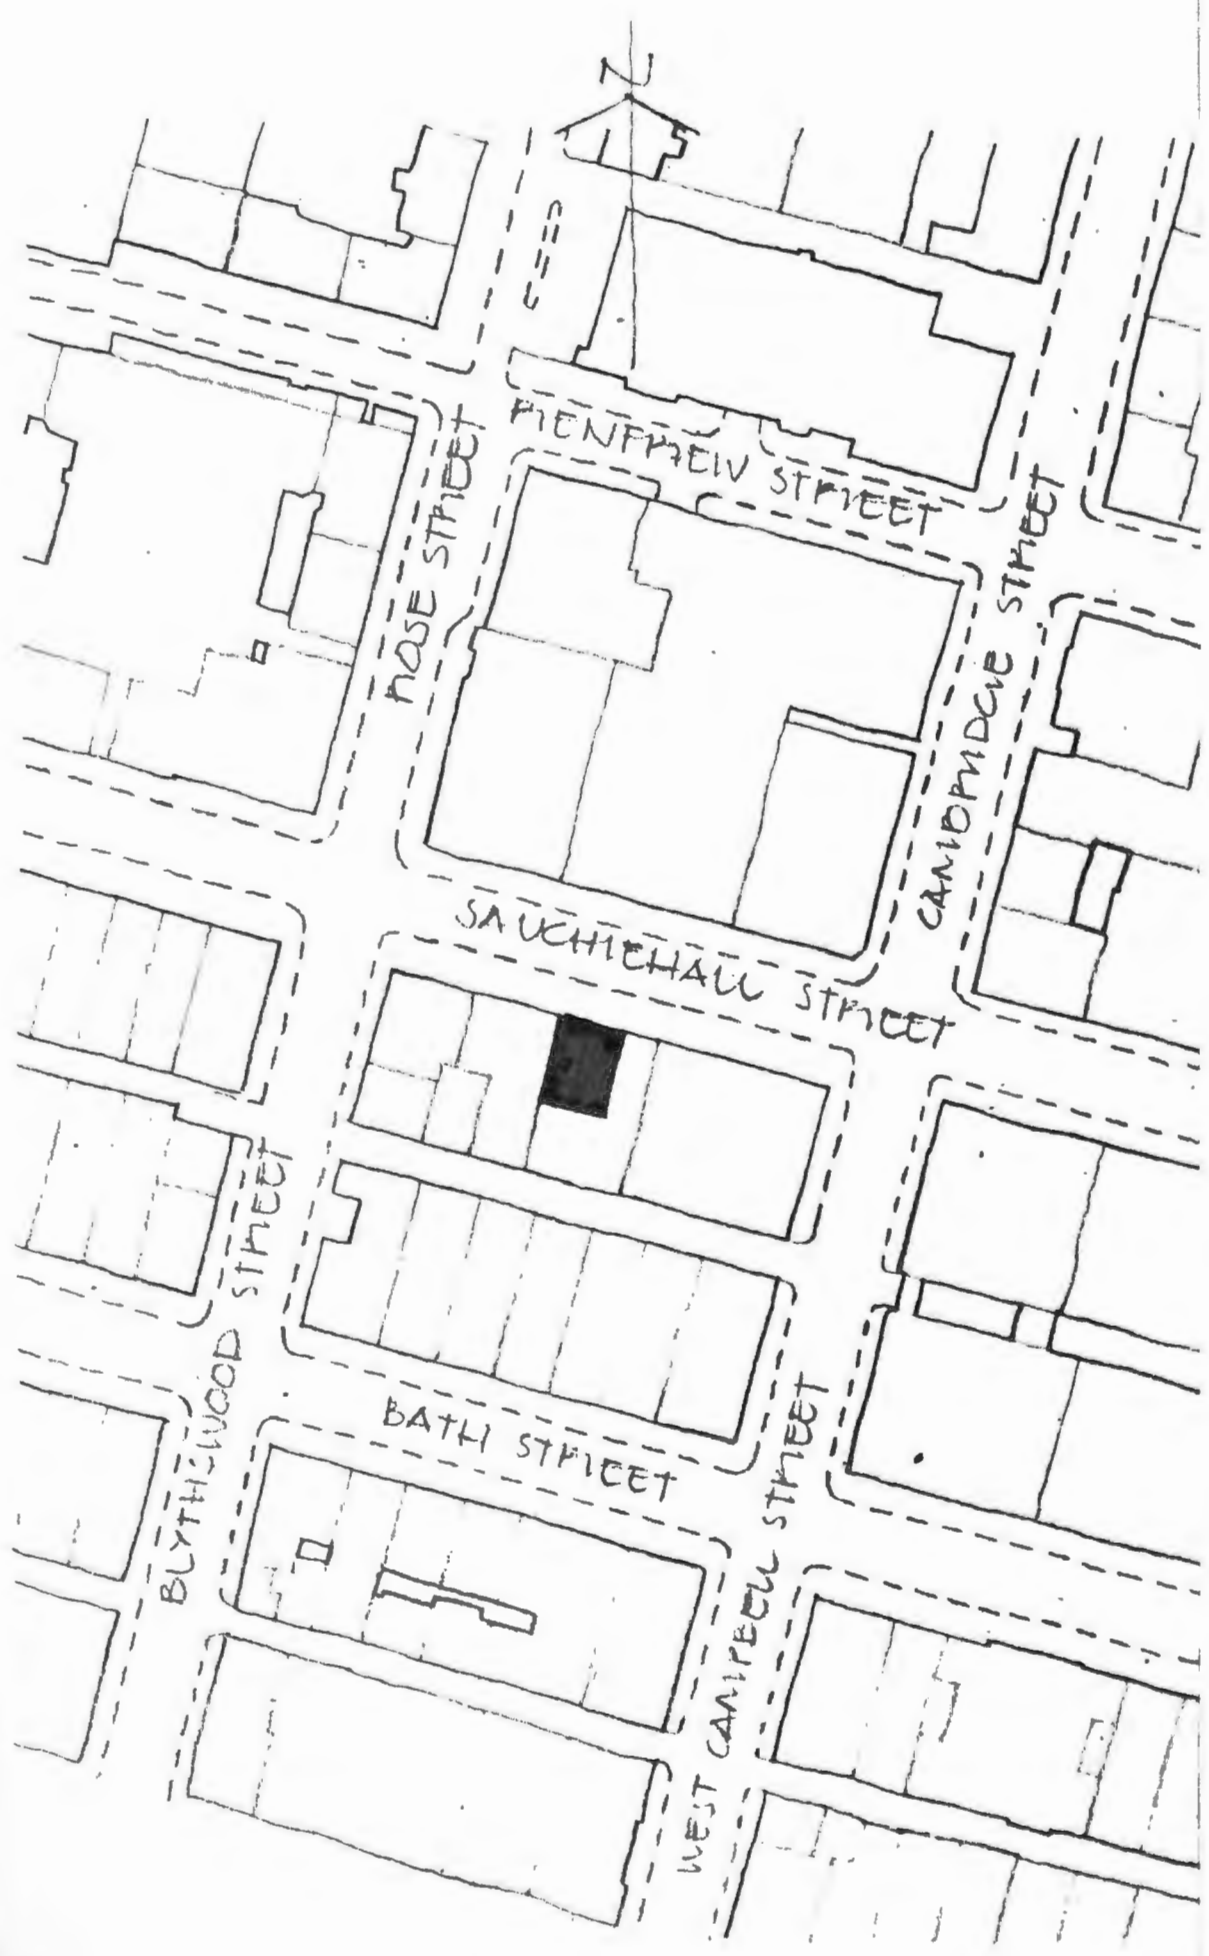 N
RENFREW STREET
ROSE STREET
CAMBRIDGE STREET
SAUCHIEHALL STREET
BLYTHSWOOD STREET
BATH STREET
WEST CAMPBELL STREET